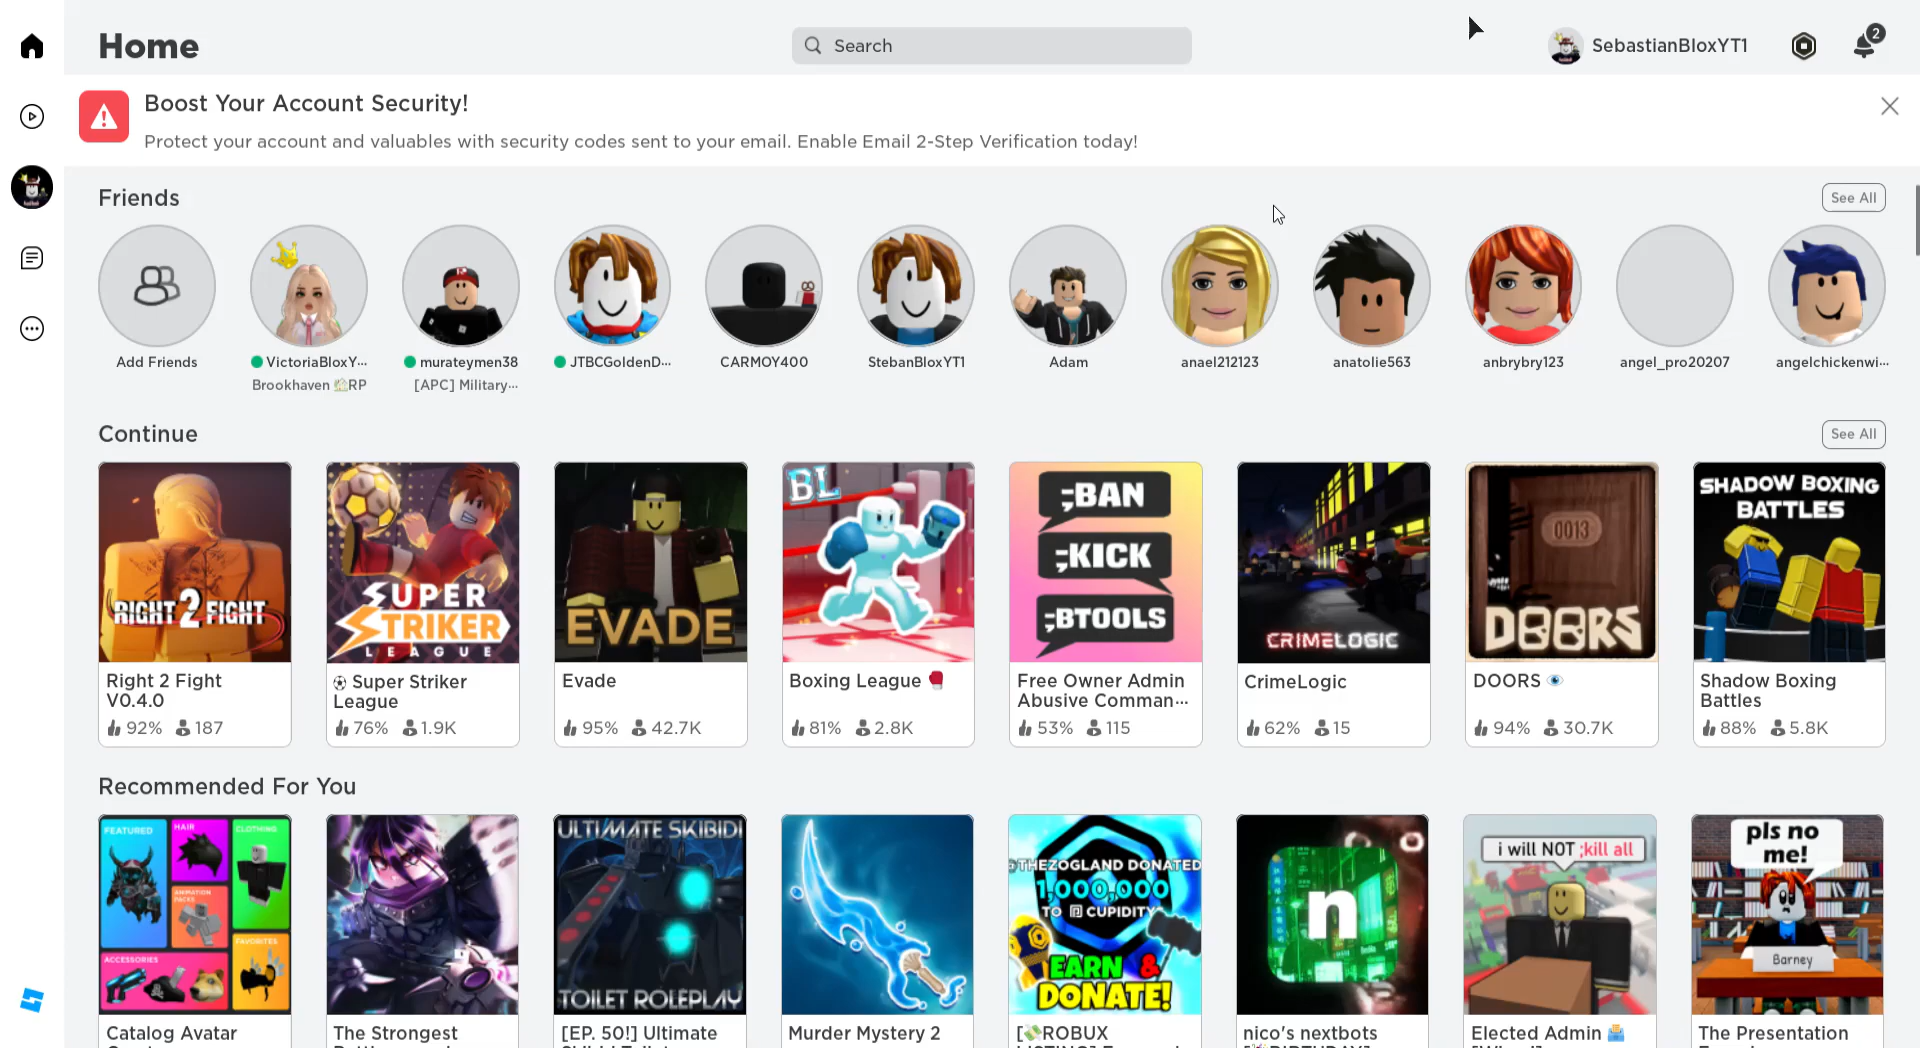 Home
Search
SebastianBloxYT1
2
Boost Your Account Security!
Protect your account and valuables with security codes sent to your email. Enable Email 2-Step Verification today!
Friends
See All
Add Friends
VictoriaBloxY...
Brookhaven 🏡RP
murateymen38
[APC] Military...
JTBCGoldenD...
CARMOY400
StebanBloxYT1
Adam
anael212123
anatolie563
anbrybry123
angel_pro20207
angelchickenwi...
Continue
See All
RIGHT 2 FIGHT
Right 2 Fight
V0.4.0
92% 187
SUPER
STRIKER
LEAGUE
⚽ Super Striker
League
76% 1.9K
EVADE
Evade
95% 42.7K
BL
Boxing League 🥊
81% 2.8K
;BAN
;KICK
;BTOOLS
Free Owner Admin
Abusive Comman...
53% 115
CRIMELOGIC
CrimeLogic
62% 15
0013
DOORS
DOORS 👁
94% 30.7K
SHADOW BOXING
BATTLES
Shadow Boxing
Battles
88% 5.8K
Recommended For You
FEATURED
HAIR
CLOTHING
ANIMATION
PACKS
FAVORITES
ACCESSORIES
Catalog Avatar
The Strongest
ULTIMATE SKIBIDI
TOILET ROLEPLAY
[EP. 50!] Ultimate
Murder Mystery 2
@THEZOGLAND DONATED
1,000,000
TO CUPIDITY
EARN &
DONATE!
[💸ROBUX
n
nico's nextbots
i will NOT ;kill all
Elected Admin 🗳
pls no
me!
Barney
The Presentation